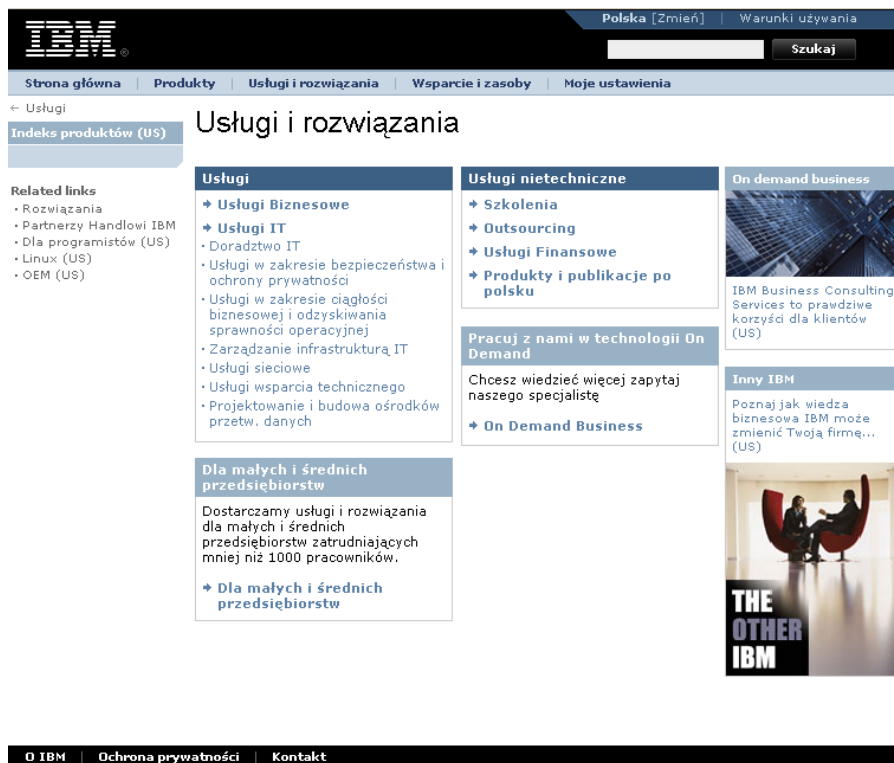 Polska [Zmień] | Warunki używania
IBM®
Szukaj
Strona główna | Produkty | Usługi i rozwiązania | Wsparcie i zasoby | Moje ustawienia
← Usługi
Indeks produktów (US)
Related links
· Rozwiązania
· Partnerzy Handlowi IBM
· Dla programistów (US)
· Linux (US)
· OEM (US)
Usługi i rozwiązania
Usługi
Usługi Biznesowe
Usługi IT
· Doradztwo IT
· Usługi w zakresie bezpieczeństwa i
ochrony prywatności
· Usługi w zakresie ciągłości
biznesowej i odzyskiwania
sprawności operacyjnej
· Zarządzanie infrastrukturą IT
· Usługi sieciowe
· Usługi wsparcia technicznego
· Projektowanie i budowa ośrodków
przetw. danych
Dla małych i średnich
przedsiębiorstw
Dostarczamy usługi i rozwiązania
dla małych i średnich
przedsiębiorstw zatrudniających
mniej niż 1000 pracowników.
Dla małych i średnich
przedsiębiorstw
Usługi nietechniczne
Szkolenia
Outsourcing
Usługi Finansowe
Produkty i publikacje po
polsku
Pracuj z nami w technologii On
Demand
Chcesz wiedzieć więcej zapytaj
naszego specjalistę
On Demand Business
On demand business
IBM Business Consulting
Services to prawdziwe
korzyści dla klientów
(US)
Inny IBM
Poznaj jak wiedza
biznesowa IBM może
zmienić Twoją firmę...
(US)
THE
OTHER
IBM
O IBM | Ochrona prywatności | Kontakt